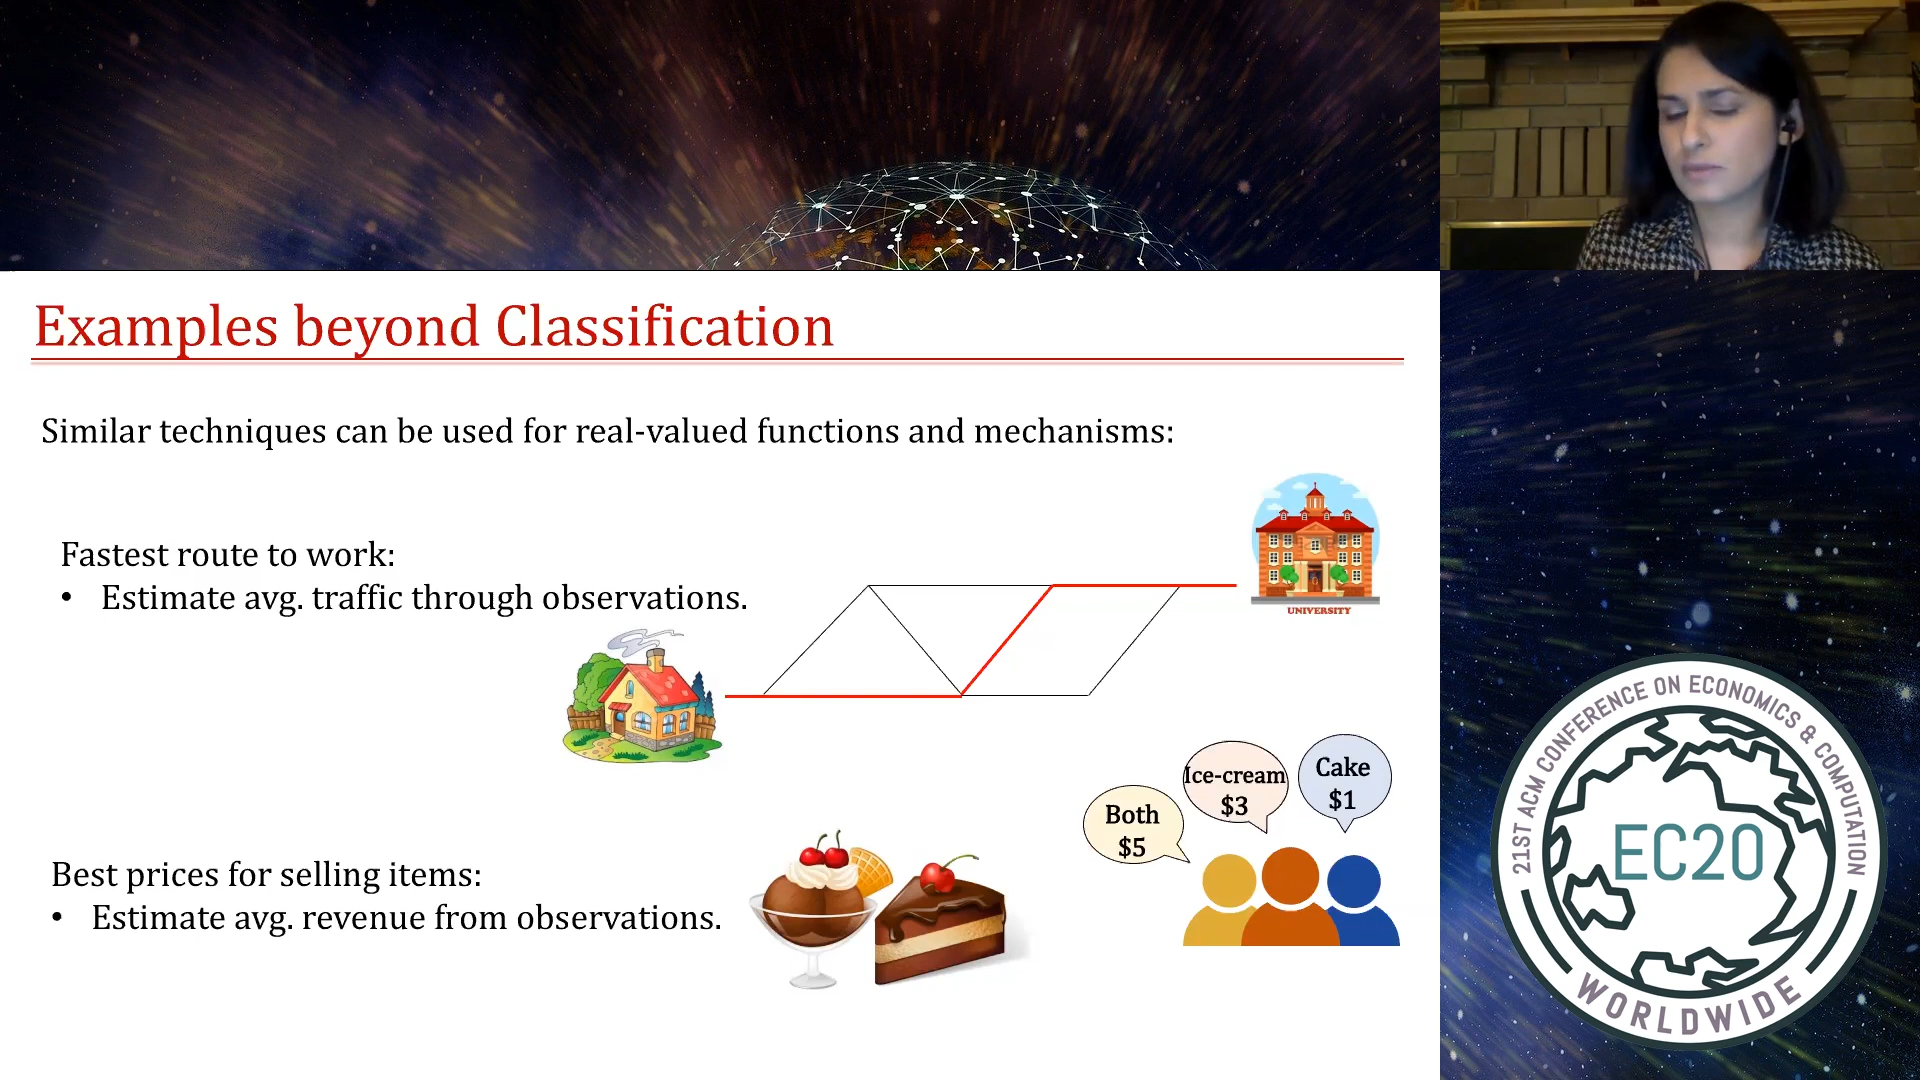 Examples beyond Classification
Similar techniques can be used for real-valued functions and mechanisms:
Fastest route to work:
• Estimate avg. traffic through observations.
UNIVERSITY
Both
$5
Ice-cream
$3
Cake
$1
Best prices for selling items:
• Estimate avg. revenue from observations.
21ST ACM CONFERENCE ON ECONOMICS & COMPUTATION
EC20
WORLDWIDE